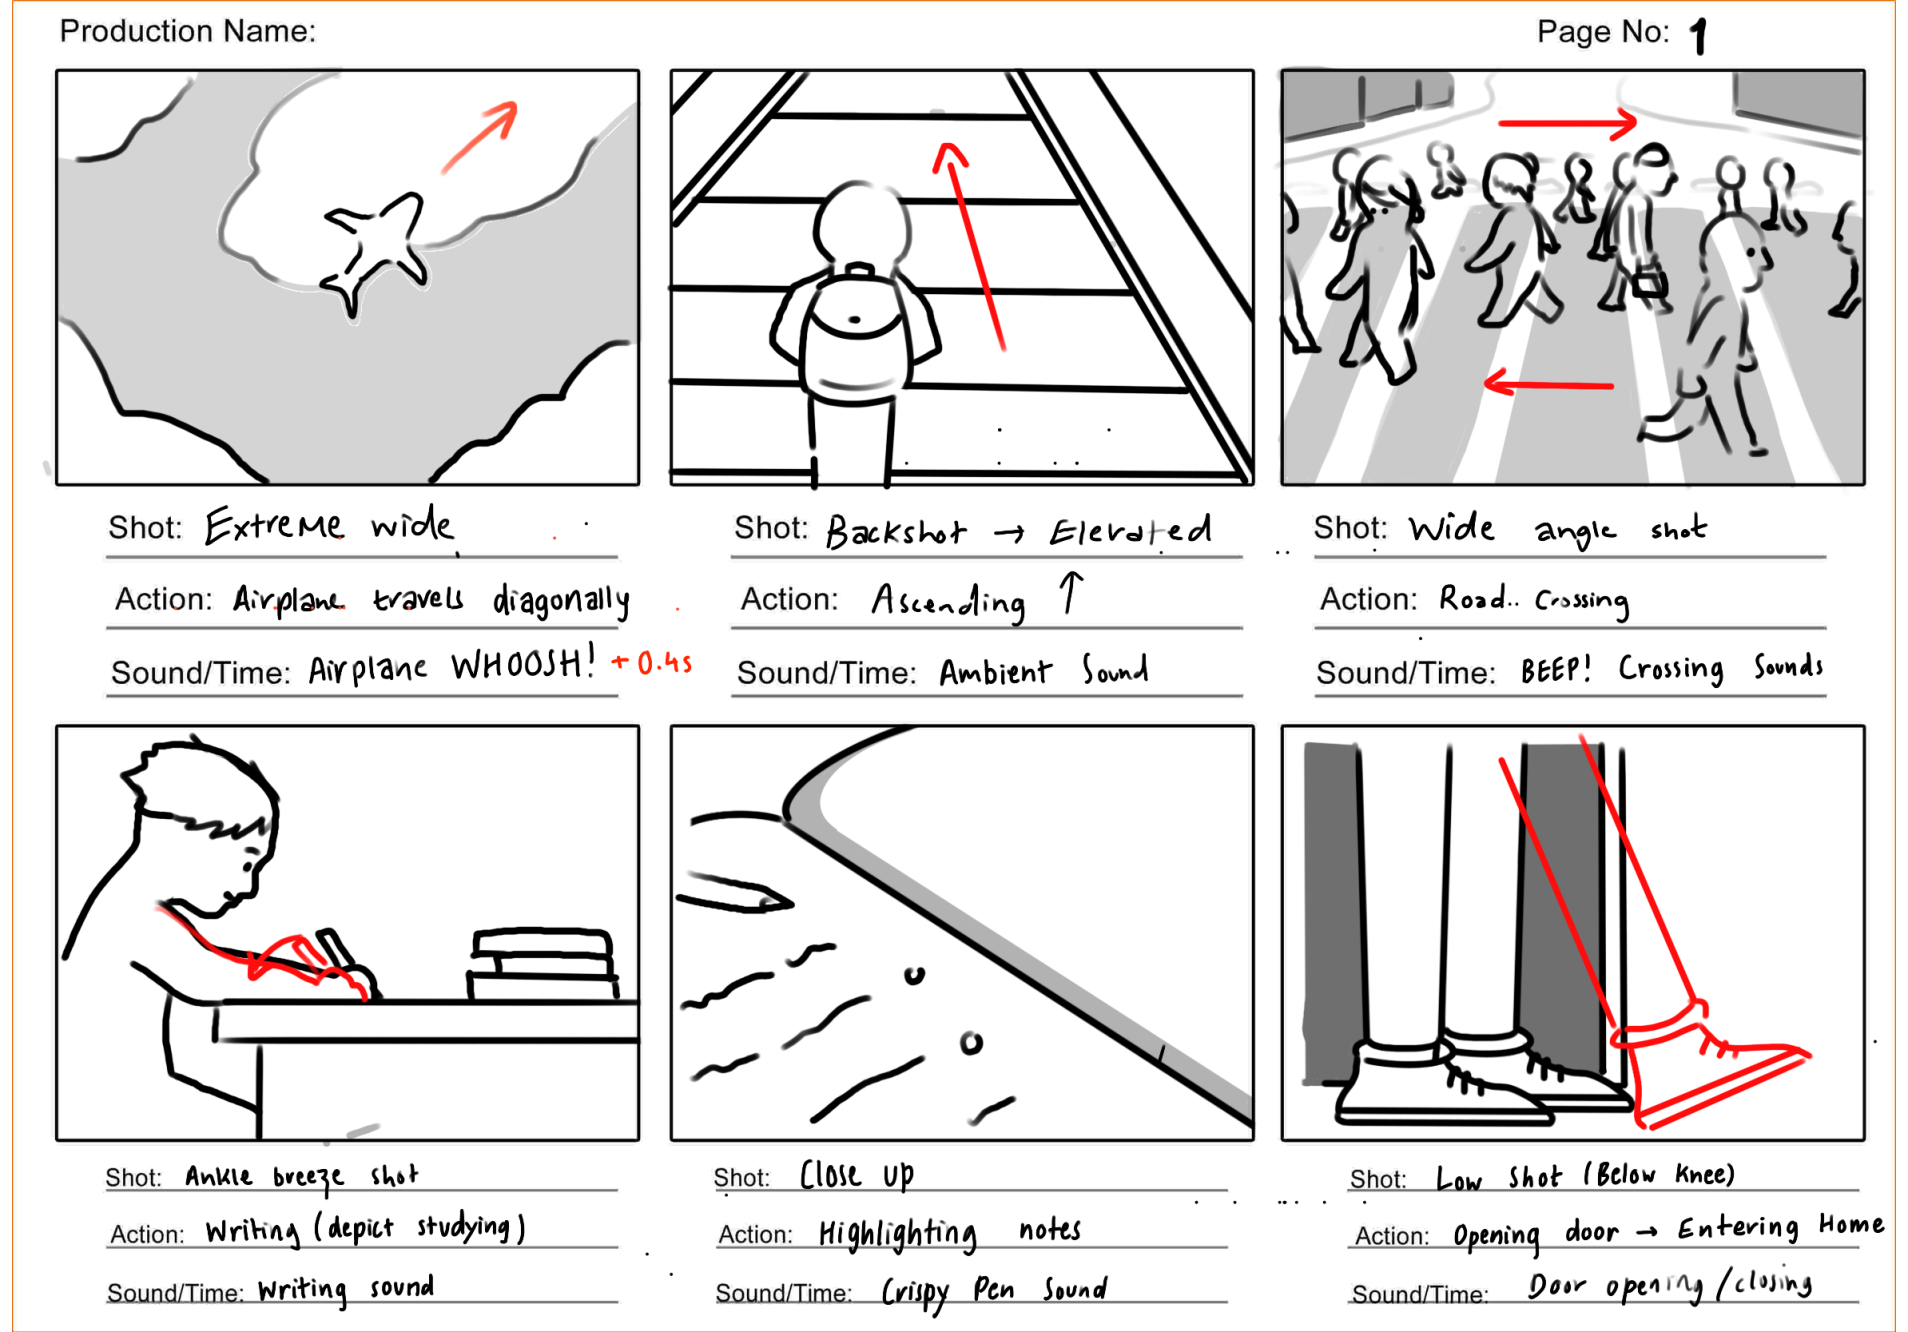 Production Name:
Page No: 1
Shot: Extreme wide
Shot: Backshot → Elevated
Shot: Wide angle shot
Action: Airplane travels diagonally
Action: Ascending ↑
Action: Road.. Crossing
Sound/Time: Airplane WHOOSH! + 0.4s
Sound/Time: Ambient Sound
Sound/Time: BEEP! Crossing Sounds
Shot: Ankle breeze shot
Shot: Close up
Shot: Low shot (Below Knee)
Action: Writing (depict studying)
Action: Highlighting notes
Action: Opening door → Entering Home
Sound/Time: Writing sound
Sound/Time: Crispy Pen Sound
Sound/Time: Door opening/closing